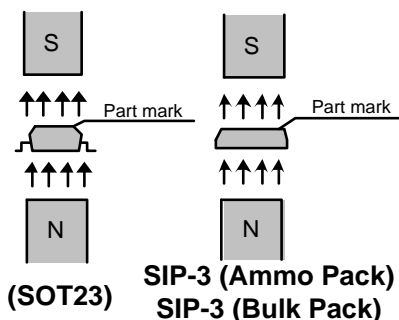 S
S
Part mark
Part mark
N
N
(SOT23)
SIP-3 (Ammo Pack)
SIP-3 (Bulk Pack)